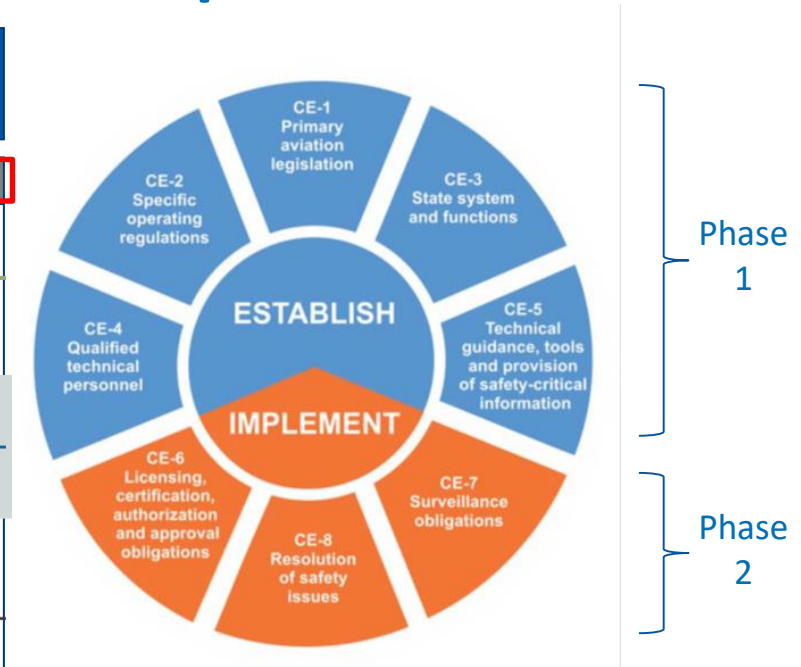 CE-1
Primary
aviation
legislation
CE-2
Specific
operating
regulations
CE-3
State system
and functions
CE-4
Qualified
technical
personnel
ESTABLISH
CE-5
Technical
guidance, tools
and provision
of safety-critical
information
IMPLEMENT
CE-6
Licensing,
certification,
authorization
and approval
obligations
CE-7
Surveillance
obligations
CE-8
Resolution
of safety
issues
Phase
1
Phase
2